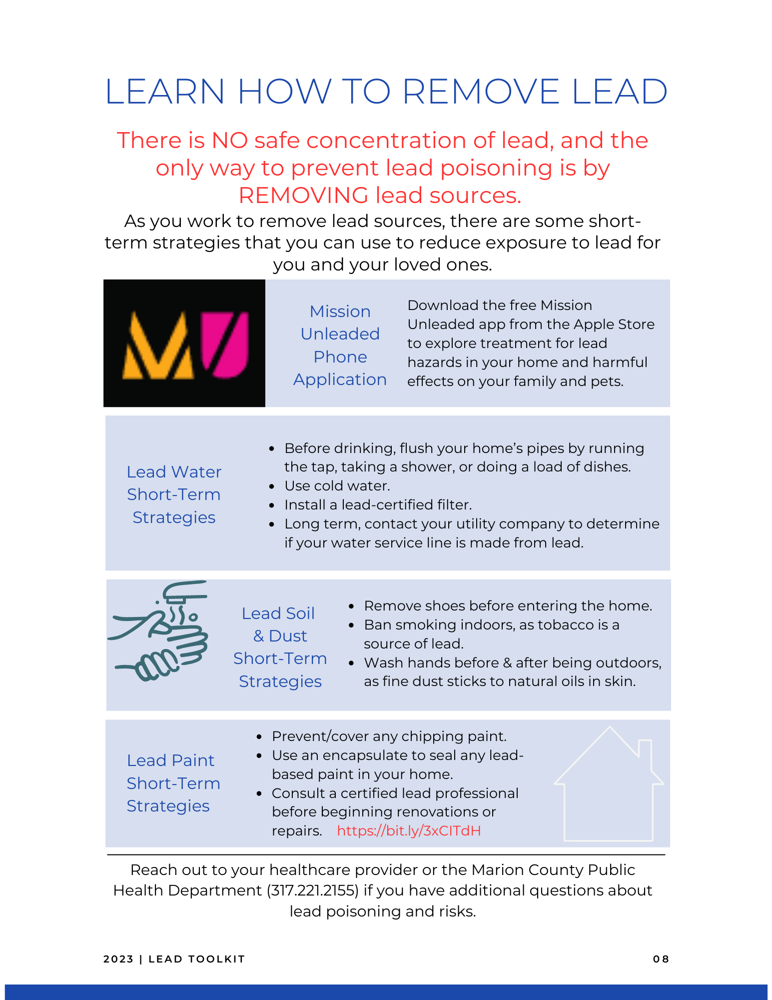 LEARN HOW TO REMOVE LEAD
There is NO safe concentration of lead, and the
only way to prevent lead poisoning is by
REMOVING lead sources.
As you work to remove lead sources, there are some short-
term strategies that you can use to reduce exposure to lead for
you and your loved ones.
MU
Mission
Unleaded
Phone
Application
Download the free Mission
Unleaded app from the Apple Store
to explore treatment for lead
hazards in your home and harmful
effects on your family and pets.
Lead Water
Short-Term
Strategies
• Before drinking, flush your home’s pipes by running
the tap, taking a shower, or doing a load of dishes.
• Use cold water.
• Install a lead-certified filter.
• Long term, contact your utility company to determine
if your water service line is made from lead.
Lead Soil
& Dust
Short-Term
Strategies
• Remove shoes before entering the home.
• Ban smoking indoors, as tobacco is a
source of lead.
• Wash hands before & after being outdoors,
as fine dust sticks to natural oils in skin.
Lead Paint
Short-Term
Strategies
• Prevent/cover any chipping paint.
• Use an encapsulate to seal any lead-
based paint in your home.
• Consult a certified lead professional
before beginning renovations or
repairs. https://bit.ly/3xCITdH
Reach out to your healthcare provider or the Marion County Public
Health Department (317.221.2155) if you have additional questions about
lead poisoning and risks.
2023 | LEAD TOOLKIT
08